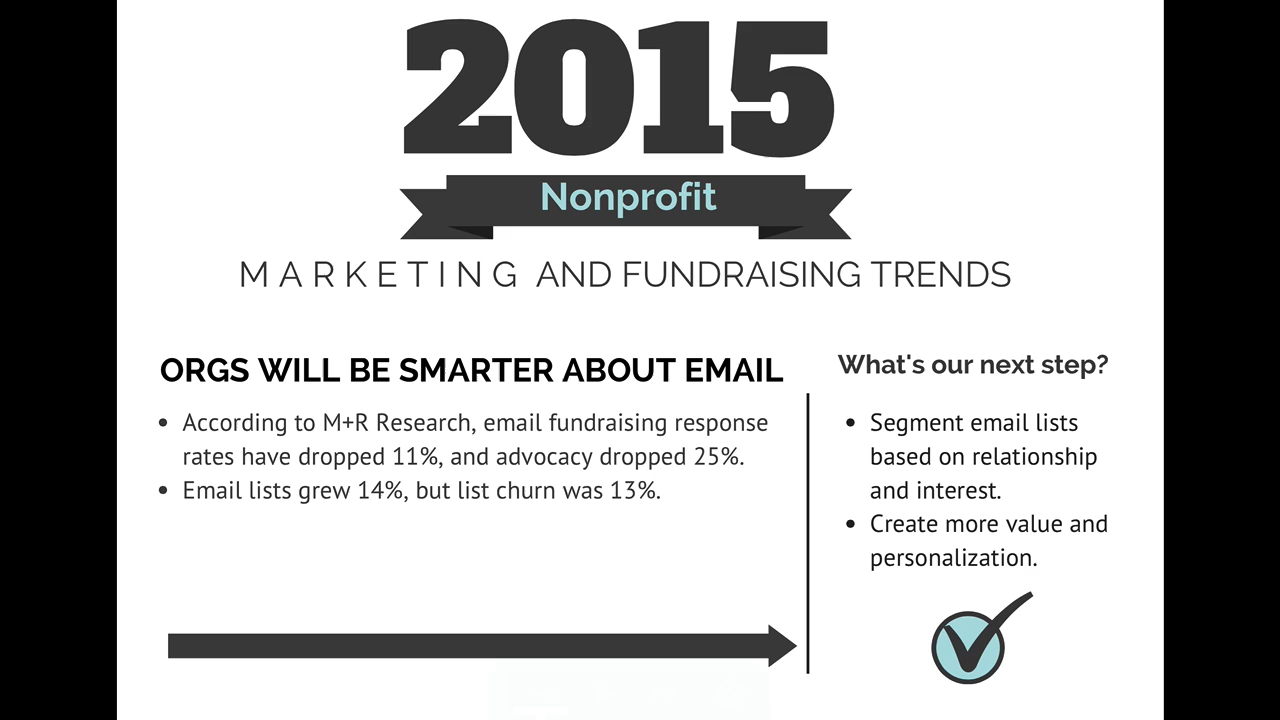 2015
Nonprofit
MARKETING AND FUNDRAISING TRENDS
ORGS WILL BE SMARTER ABOUT EMAIL
• According to M+R Research, email fundraising response
rates have dropped 11%, and advocacy dropped 25%.
• Email lists grew 14%, but list churn was 13%.
What's our next step?
• Segment email lists
based on relationship
and interest.
• Create more value and
personalization.